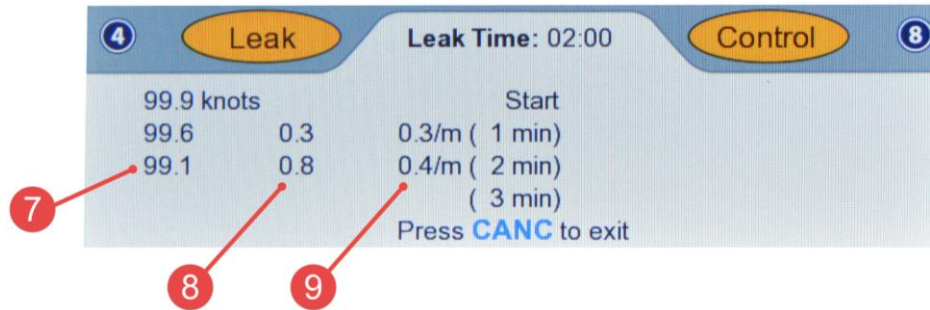 4 Leak Leak Time: 02:00 Control 8
99.9 knots Start
99.6 0.3 0.3/m ( 1 min)
99.1 0.8 0.4/m ( 2 min)
( 3 min)
Press CANC to exit
7
8 9